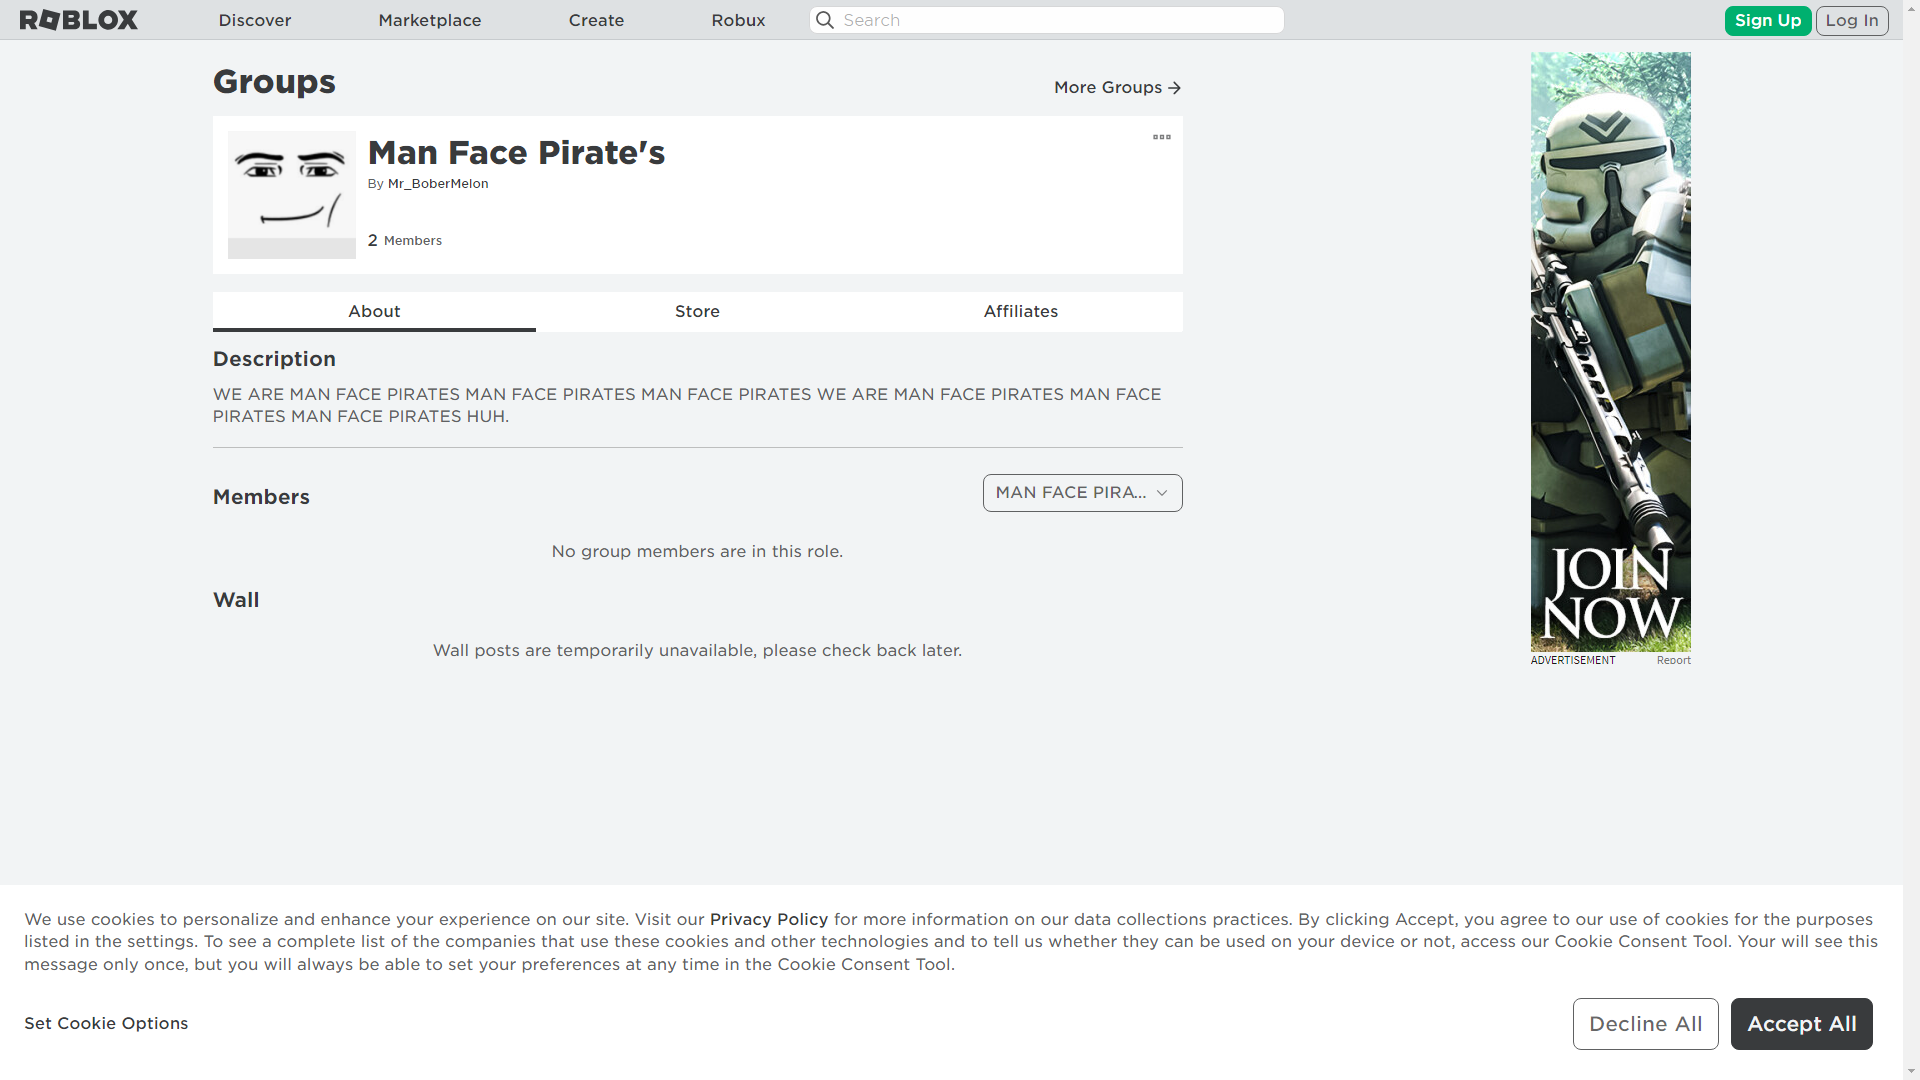 ROBLOX
Discover
Marketplace
Create
Robux
Search
Sign Up
Log In
Groups
More Groups
Man Face Pirate's
By Mr_BoberMelon
2 Members
About
Store
Affiliates
Description
WE ARE MAN FACE PIRATES MAN FACE PIRATES MAN FACE PIRATES WE ARE MAN FACE PIRATES MAN FACE
PIRATES MAN FACE PIRATES HUH.
Members
MAN FACE PIRA...
No group members are in this role.
Wall
Wall posts are temporarily unavailable, please check back later.
JOIN
NOW
ADVERTISEMENT
Report
We use cookies to personalize and enhance your experience on our site. Visit our Privacy Policy for more information on our data collections practices. By clicking Accept, you agree to our use of cookies for the purposes
listed in the settings. To see a complete list of the companies that use these cookies and other technologies and to tell us whether they can be used on your device or not, access our Cookie Consent Tool. Your will see this
message only once, but you will always be able to set your preferences at any time in the Cookie Consent Tool.
Set Cookie Options
Decline All
Accept All